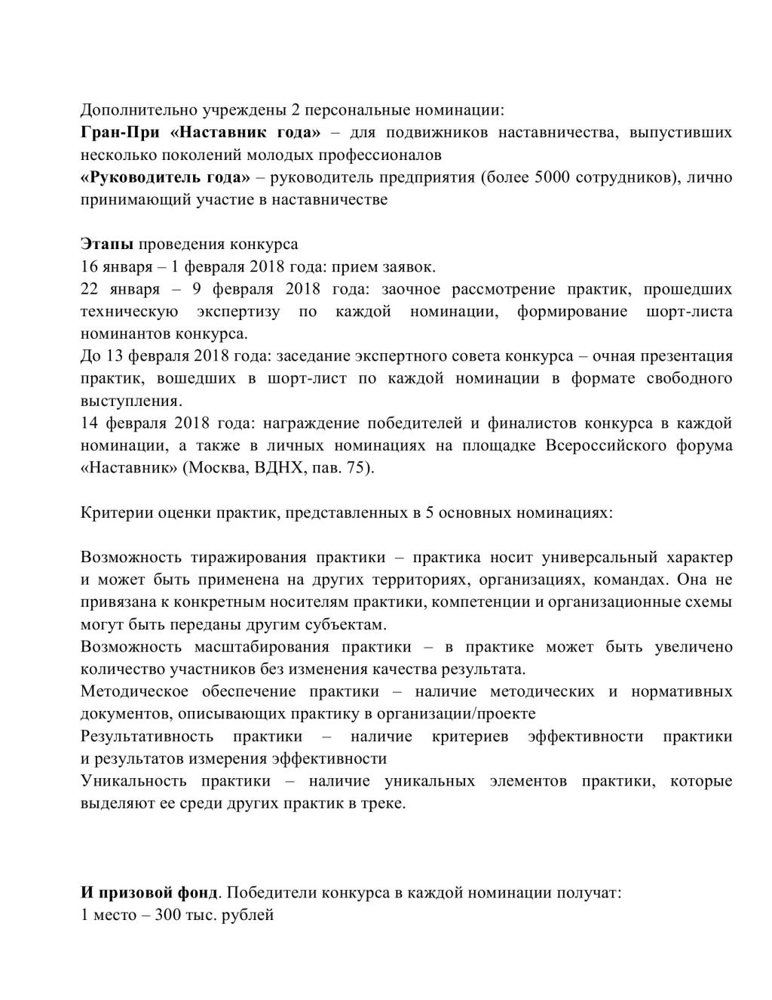 Дополнительно учреждены 2 персональные номинации:
Гран-При «Наставник года» – для подвижников наставничества, выпустивших
несколько поколений молодых профессионалов
«Руководитель года» – руководитель предприятия (более 5000 сотрудников), лично
принимающий участие в наставничестве
Этапы проведения конкурса
16 января – 1 февраля 2018 года: прием заявок.
22 января – 9 февраля 2018 года: заочное рассмотрение практик, прошедших
техническую экспертизу по каждой номинации, формирование шорт-листа
номинантов конкурса.
До 13 февраля 2018 года: заседание экспертного совета конкурса – очная презентация
практик, вошедших в шорт-лист по каждой номинации в формате свободного
выступления.
14 февраля 2018 года: награждение победителей и финалистов конкурса в каждой
номинации, а также в личных номинациях на площадке Всероссийского форума
«Наставник» (Москва, ВДНХ, пав. 75).
Критерии оценки практик, представленных в 5 основных номинациях:
Возможность тиражирования практики – практика носит универсальный характер
и может быть применена на других территориях, организациях, командах. Она не
привязана к конкретным носителям практики, компетенции и организационные схемы
могут быть переданы другим субъектам.
Возможность масштабирования практики – в практике может быть увеличено
количество участников без изменения качества результата.
Методическое обеспечение практики – наличие методических и нормативных
документов, описывающих практику в организации/проекте
Результативность практики – наличие критериев эффективности практики
и результатов измерения эффективности
Уникальность практики – наличие уникальных элементов практики, которые
выделяют ее среди других практик в треке.
И призовой фонд. Победители конкурса в каждой номинации получат:
1 место – 300 тыс. рублей